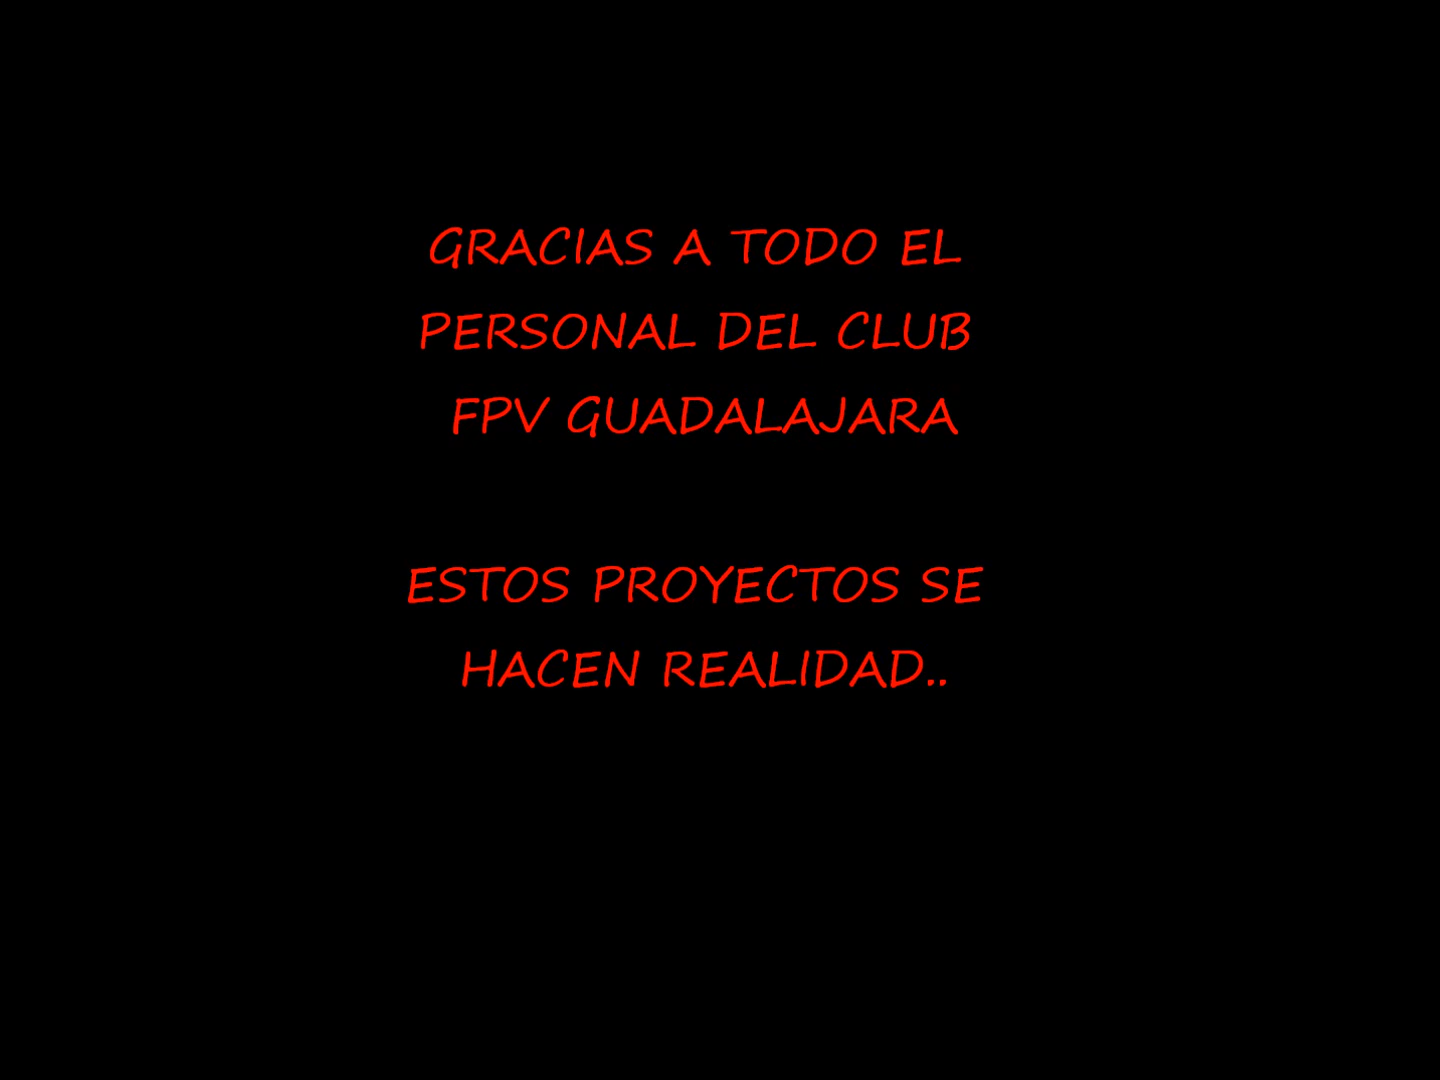 GRACIAS A TODO EL
PERSONAL DEL CLUB
FPV GUADALAJARA
ESTOS PROYECTOS SE
HACEN REALIDAD..